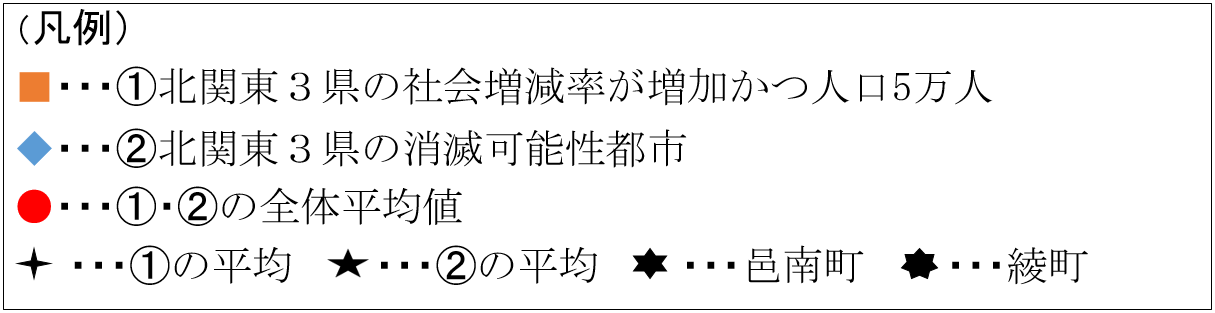 （凡例）
■・・・①北関東３県の社会増減率が増加かつ人口5万人
◆・・・②北関東３県の消滅可能性都市
●・・・①・②の全体平均値
✦・・・①の平均　★・・・②の平均　✶・・・邑南町　✷・・・綾町